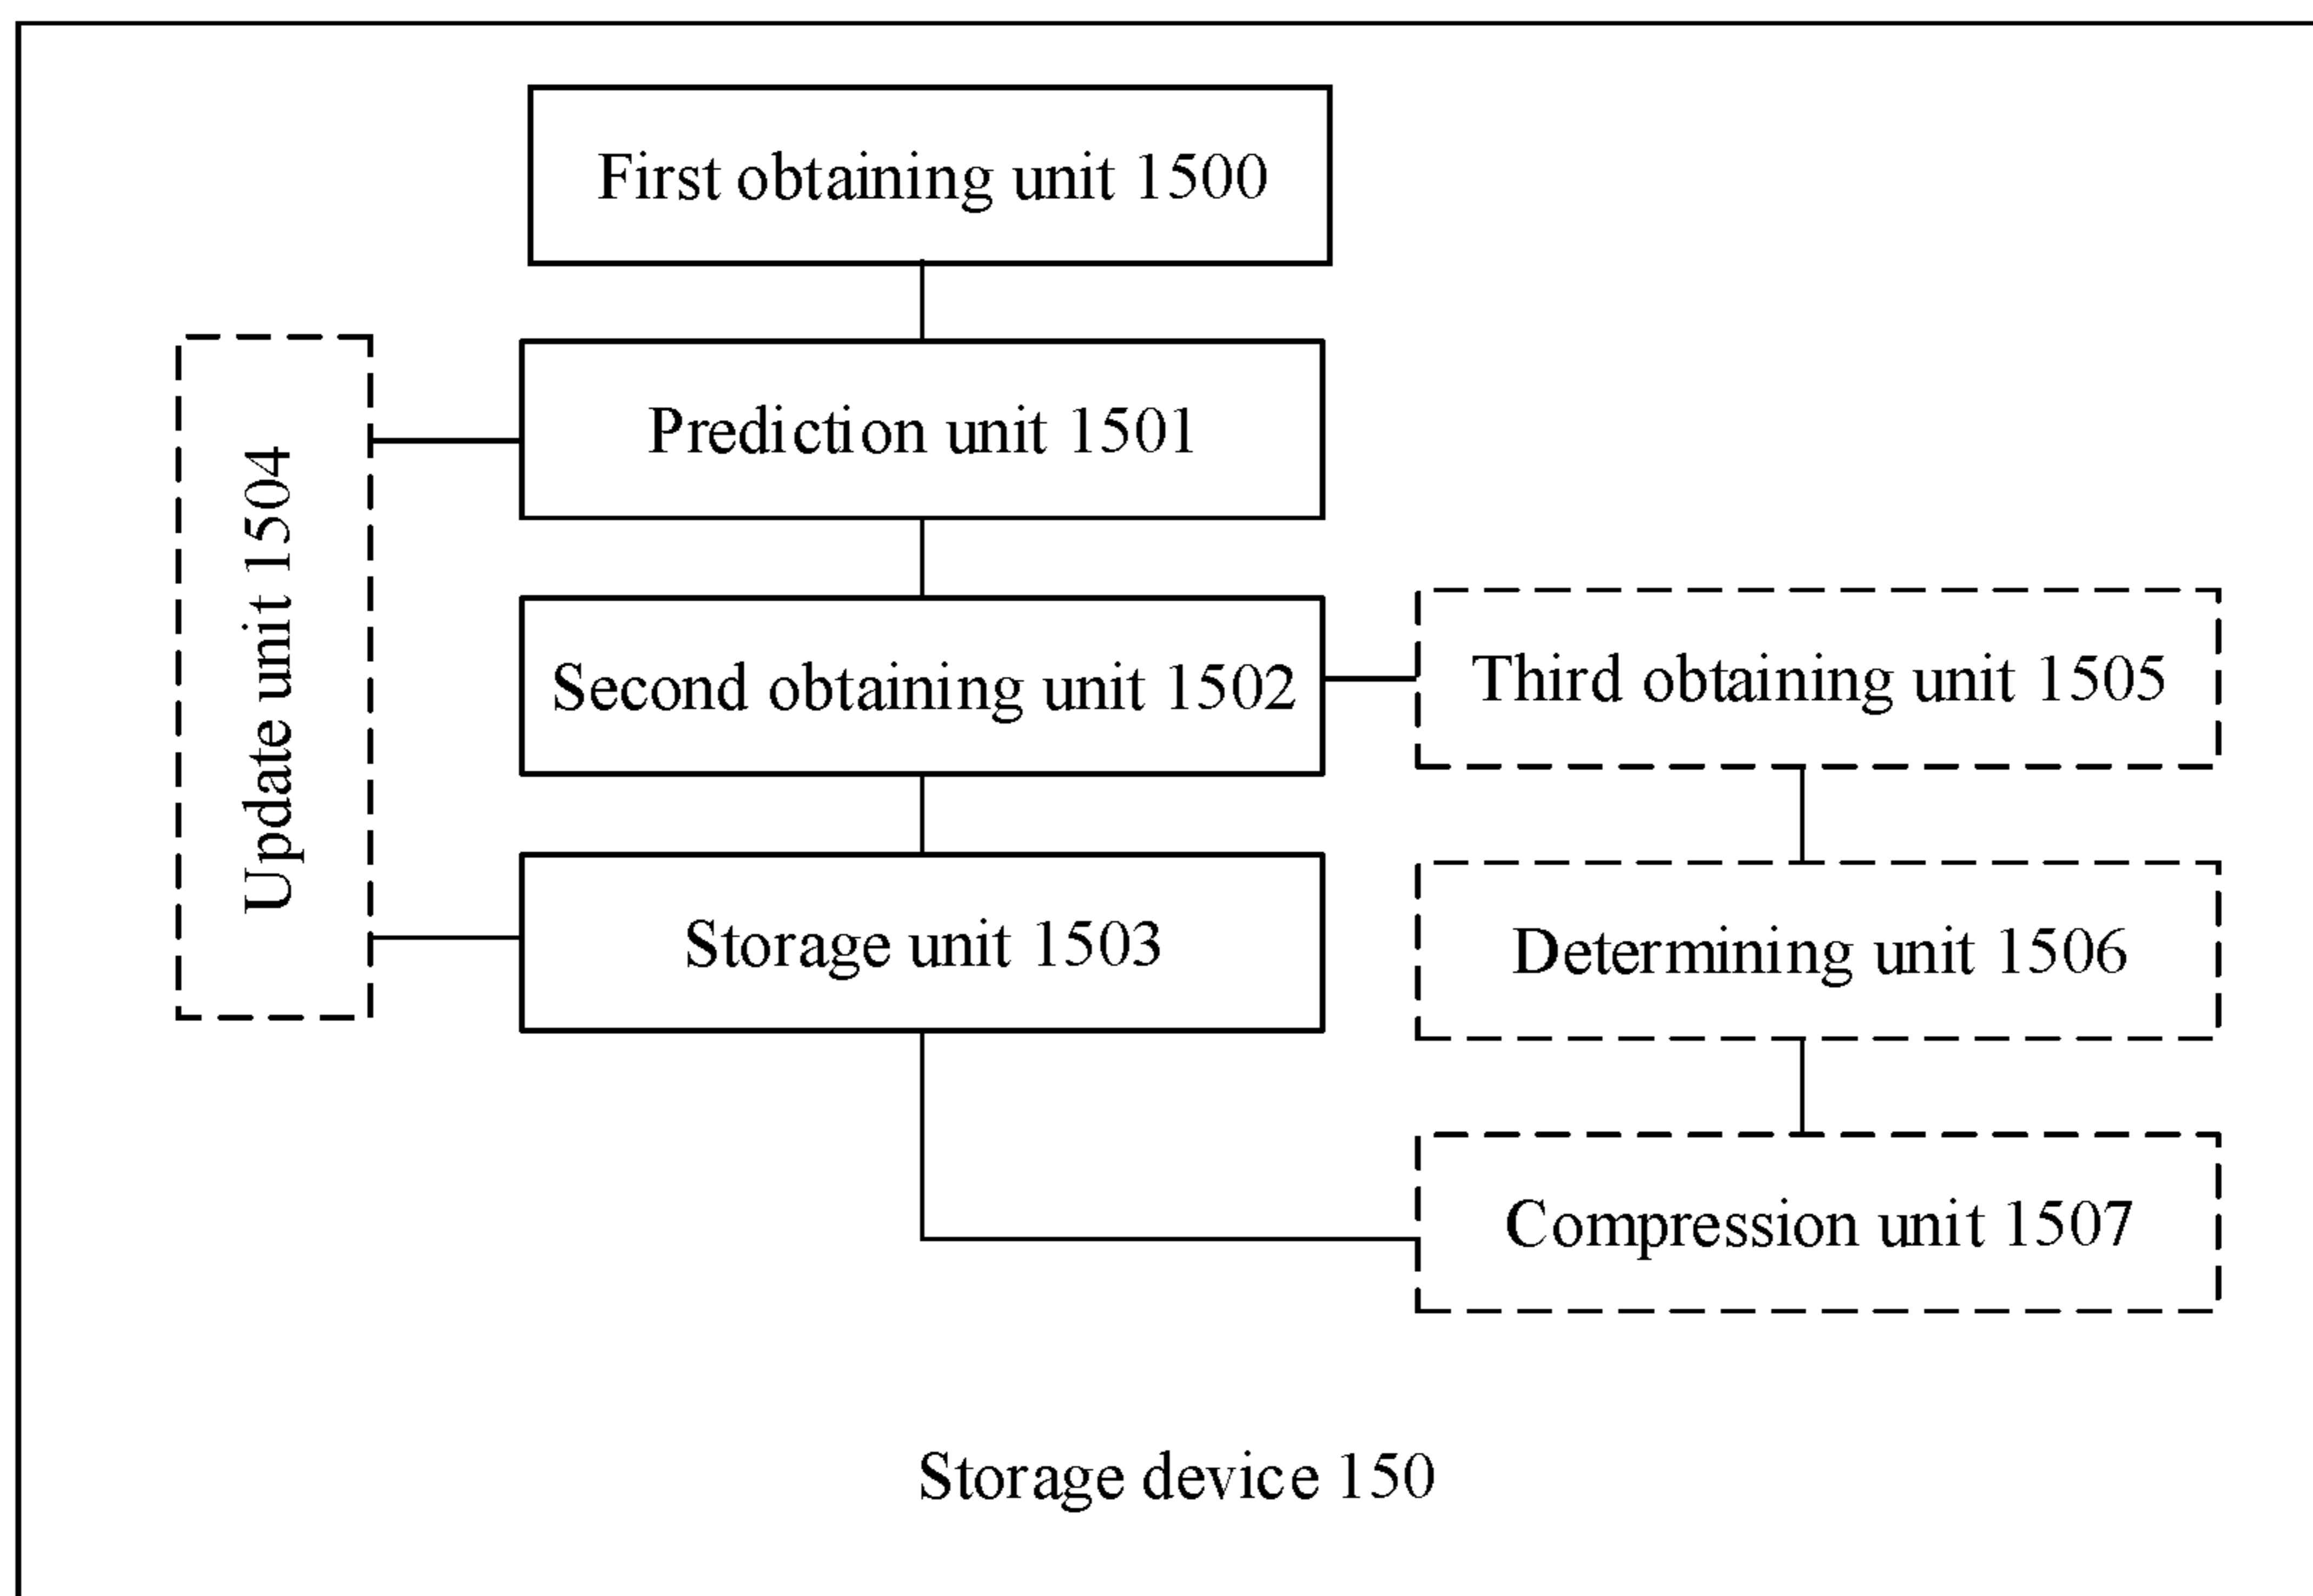 First obtaining unit 1500
Prediction unit 1501
Update unit 1504
Second obtaining unit 1502
Third obtaining unit 1505
Storage unit 1503
Determining unit 1506
Compression unit 1507
Storage device 150